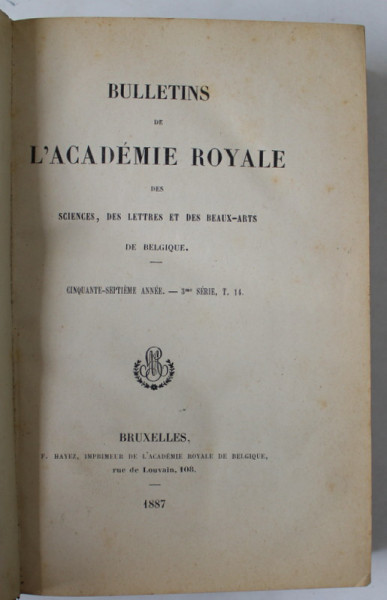 BULLETINS
DE
L'ACADÉMIE ROYALE
DES
SCIENCES, DES LETTRES ET DES BEAUX-ARTS
DE BELGIQUE.
CINQUANTE-SEPTIÈME ANNÉE. — 3me SÉRIE, T. 14.
BRUXELLES,
F. HAYEZ, IMPRIMEUR DE L'ACADÉMIE ROYALE DE BELGIQUE,
rue de Louvain, 108.
1887